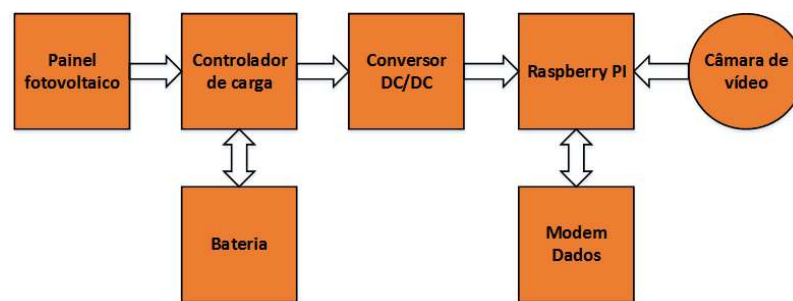 Painel
fotovoltaico
Controlador
de carga
Conversor
DC/DC
Raspberry PI
Câmara de
vídeo
Bateria
Modem
Dados